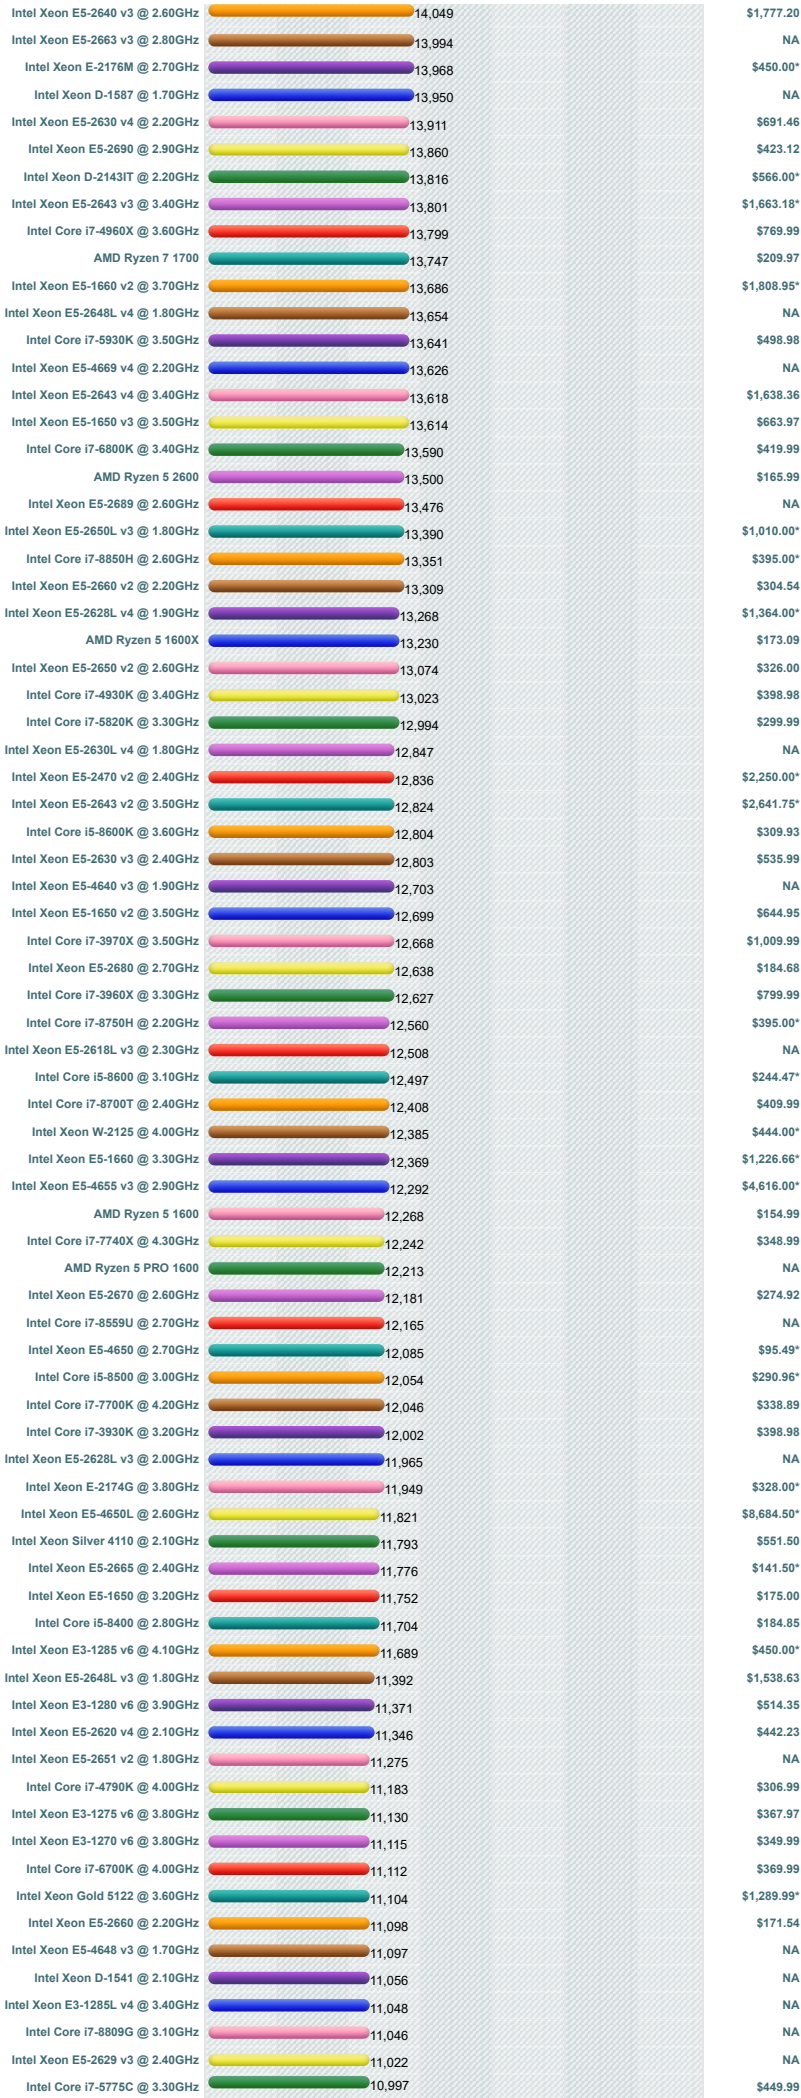 Intel Xeon E5-2640 v3 @ 2.60GHz 14,049 $1,777.20
Intel Xeon E5-2663 v3 @ 2.80GHz 13,994 NA
Intel Xeon E-2176M @ 2.70GHz 13,968 $450.00*
Intel Xeon D-1587 @ 1.70GHz 13,950 NA
Intel Xeon E5-2630 v4 @ 2.20GHz 13,911 $691.46
Intel Xeon E5-2690 @ 2.90GHz 13,860 $423.12
Intel Xeon D-2143IT @ 2.20GHz 13,816 $566.00*
Intel Xeon E5-2643 v3 @ 3.40GHz 13,801 $1,663.18*
Intel Core i7-4960X @ 3.60GHz 13,799 $769.99
AMD Ryzen 7 1700 13,747 $209.97
Intel Xeon E5-1660 v2 @ 3.70GHz 13,686 $1,808.95*
Intel Xeon E5-2648L v4 @ 1.80GHz 13,654 NA
Intel Core i7-5930K @ 3.50GHz 13,641 $498.98
Intel Xeon E5-4669 v4 @ 2.20GHz 13,626 NA
Intel Xeon E5-2643 v4 @ 3.40GHz 13,618 $1,638.36
Intel Xeon E5-1650 v3 @ 3.50GHz 13,614 $663.97
Intel Core i7-6800K @ 3.40GHz 13,590 $419.99
AMD Ryzen 5 2600 13,500 $165.99
Intel Xeon E5-2689 @ 2.60GHz 13,476 NA
Intel Xeon E5-2650L v3 @ 1.80GHz 13,390 $1,010.00*
Intel Core i7-8850H @ 2.60GHz 13,351 $395.00*
Intel Xeon E5-2660 v2 @ 2.20GHz 13,309 $304.54
Intel Xeon E5-2628L v4 @ 1.90GHz 13,268 $1,364.00*
AMD Ryzen 5 1600X 13,230 $173.09
Intel Xeon E5-2650 v2 @ 2.60GHz 13,074 $326.00
Intel Core i7-4930K @ 3.40GHz 13,023 $398.98
Intel Core i7-5820K @ 3.30GHz 12,994 $299.99
Intel Xeon E5-2630L v4 @ 1.80GHz 12,847 NA
Intel Xeon E5-2470 v2 @ 2.40GHz 12,836 $2,250.00*
Intel Xeon E5-2643 v2 @ 3.50GHz 12,824 $2,641.75*
Intel Core i5-8600K @ 3.60GHz 12,804 $309.93
Intel Xeon E5-2630 v3 @ 2.40GHz 12,803 $535.99
Intel Xeon E5-4640 v3 @ 1.90GHz 12,703 NA
Intel Xeon E5-1650 v2 @ 3.50GHz 12,699 $644.95
Intel Core i7-3970X @ 3.50GHz 12,668 $1,009.99
Intel Xeon E5-2680 @ 2.70GHz 12,638 $184.68
Intel Core i7-3960X @ 3.30GHz 12,627 $799.99
Intel Core i7-8750H @ 2.20GHz 12,560 $395.00*
Intel Xeon E5-2618L v3 @ 2.30GHz 12,508 NA
Intel Core i5-8600 @ 3.10GHz 12,497 $244.47*
Intel Core i7-8700T @ 2.40GHz 12,408 $409.99
Intel Xeon W-2125 @ 4.00GHz 12,385 $444.00*
Intel Xeon E5-1660 @ 3.30GHz 12,369 $1,226.66*
Intel Xeon E5-4655 v3 @ 2.90GHz 12,292 $4,616.00*
AMD Ryzen 5 1600 12,268 $154.99
Intel Core i7-7740X @ 4.30GHz 12,242 $348.99
AMD Ryzen 5 PRO 1600 12,213 NA
Intel Xeon E5-2670 @ 2.60GHz 12,181 $274.92
Intel Core i7-8559U @ 2.70GHz 12,165 NA
Intel Xeon E5-4650 @ 2.70GHz 12,085 $95.49*
Intel Core i5-8500 @ 3.00GHz 12,054 $290.96*
Intel Core i7-7700K @ 4.20GHz 12,046 $338.89
Intel Core i7-3930K @ 3.20GHz 12,002 $398.98
Intel Xeon E5-2628L v3 @ 2.00GHz 11,965 NA
Intel Xeon E-2174G @ 3.80GHz 11,949 $328.00*
Intel Xeon E5-4650L @ 2.60GHz 11,821 $8,684.50*
Intel Xeon Silver 4110 @ 2.10GHz 11,793 $551.50
Intel Xeon E5-2665 @ 2.40GHz 11,776 $141.50*
Intel Xeon E5-1650 @ 3.20GHz 11,752 $175.00
Intel Core i5-8400 @ 2.80GHz 11,704 $184.85
Intel Xeon E3-1285 v6 @ 4.10GHz 11,689 $450.00*
Intel Xeon E5-2648L v3 @ 1.80GHz 11,392 $1,538.63
Intel Xeon E3-1280 v6 @ 3.90GHz 11,371 $514.35
Intel Xeon E5-2620 v4 @ 2.10GHz 11,346 $442.23
Intel Xeon E5-2651 v2 @ 1.80GHz 11,275 NA
Intel Core i7-4790K @ 4.00GHz 11,183 $306.99
Intel Xeon E3-1275 v6 @ 3.80GHz 11,130 $367.97
Intel Xeon E3-1270 v6 @ 3.80GHz 11,115 $349.99
Intel Core i7-6700K @ 4.00GHz 11,112 $369.99
Intel Xeon Gold 5122 @ 3.60GHz 11,104 $1,289.99*
Intel Xeon E5-2660 @ 2.20GHz 11,098 $171.54
Intel Xeon E5-4648 v3 @ 1.70GHz 11,097 NA
Intel Xeon D-1541 @ 2.10GHz 11,056 NA
Intel Xeon E3-1285L v4 @ 3.40GHz 11,048 NA
Intel Core i7-8809G @ 3.10GHz 11,046 NA
Intel Xeon E5-2629 v3 @ 2.40GHz 11,022 NA
Intel Core i7-5775C @ 3.30GHz 10,997 $449.99